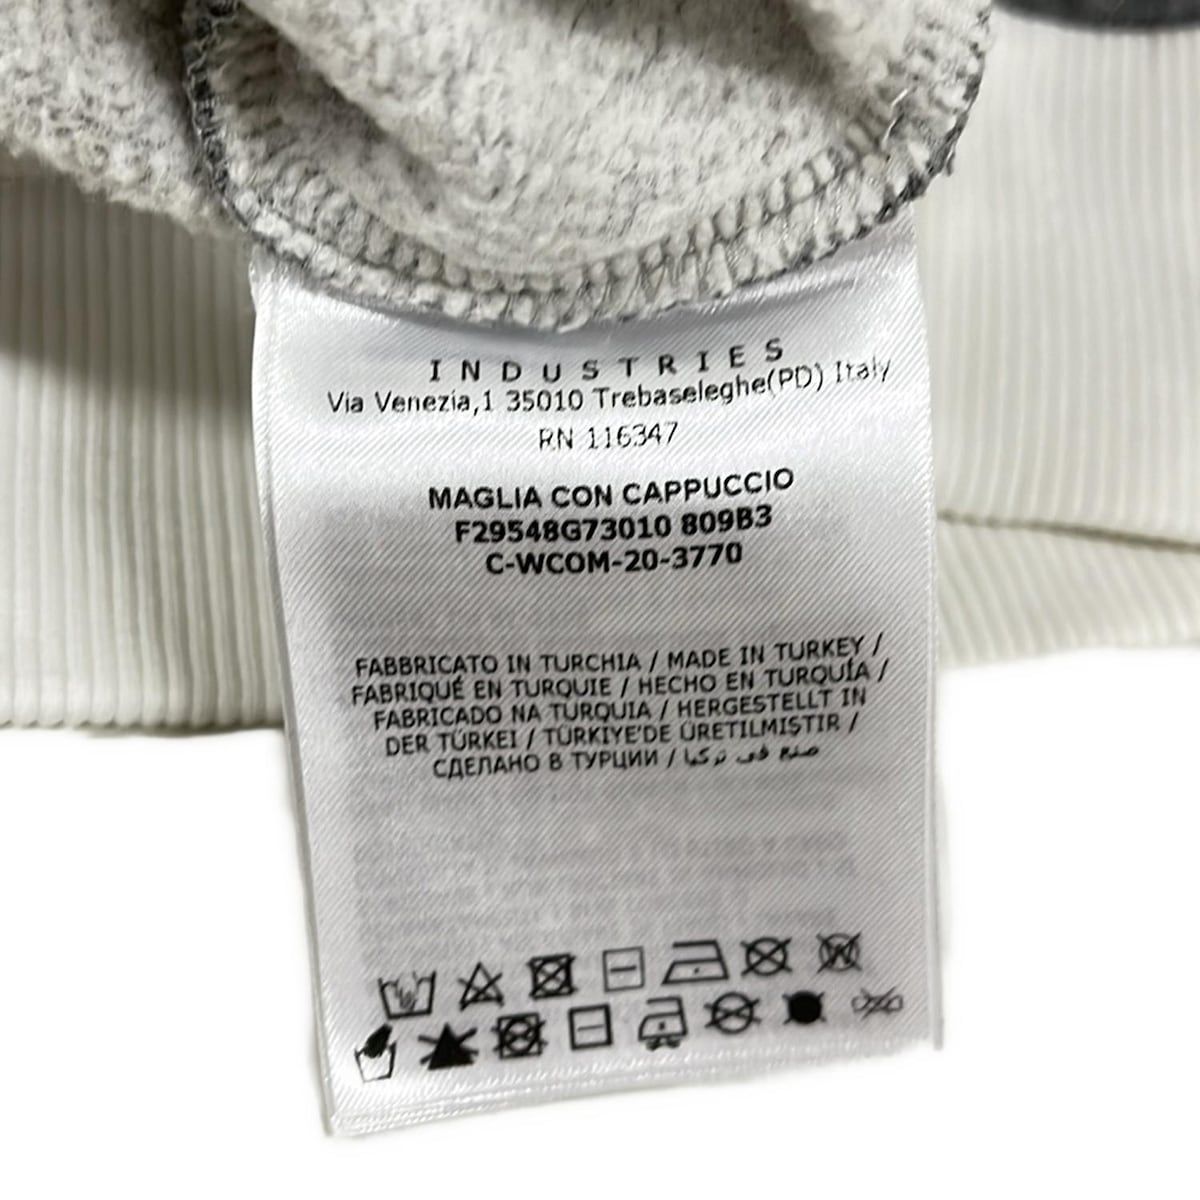 INDUSTRIES
Via Venezia,1 35010 Trebaseleghe(PD) Italy
RN 116347
MAGLIA CON CAPPUCCIO
F29548G73010 809B3
C-WCOM-20-3770
FABBRICATO IN TURCHIA / MADE IN TURKEY /
FABRIQUÉ EN TURQUIE / HECHO EN TURQUÍA /
FABRICADO NA TURQUIA / HERGESTELLT IN
DER TÜRKEI / TÜRKIYE'DE ÜRETILMIŞTIR /
СДЕЛАНО В ТУРЦИИ / صنع في تركيا